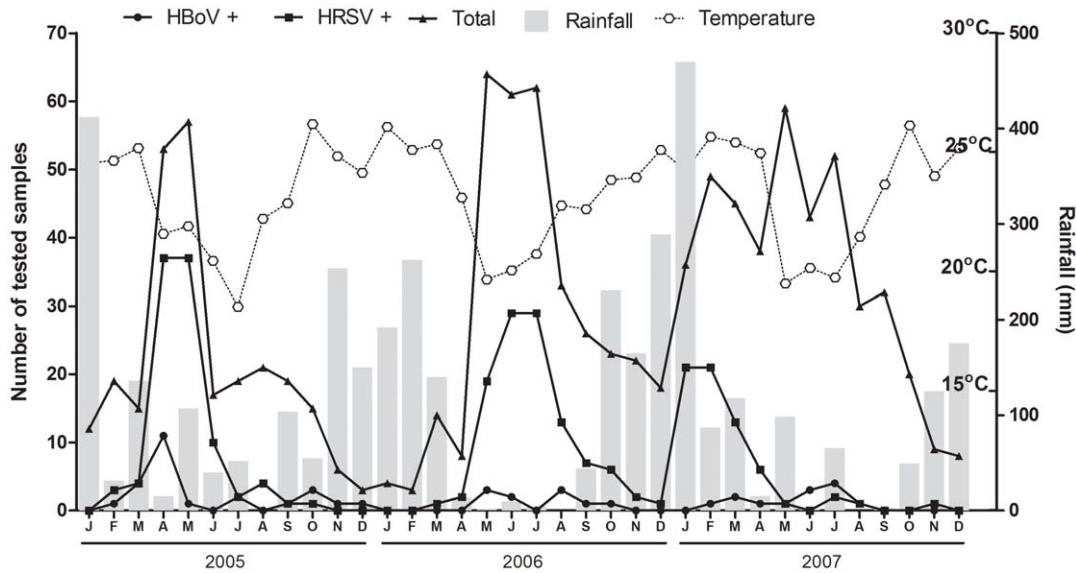 HBoV + HRSV + Total Rainfall Temperature
Number of tested samples
70
60
50
40
30
20
10
0
30°C
25°C
20°C
15°C
500
400
300
200
100
0
Rainfall (mm)
J F M A M J J A S O N D J F M A M J J A S O N D J F M A M J J A S O N D
2005 2006 2007